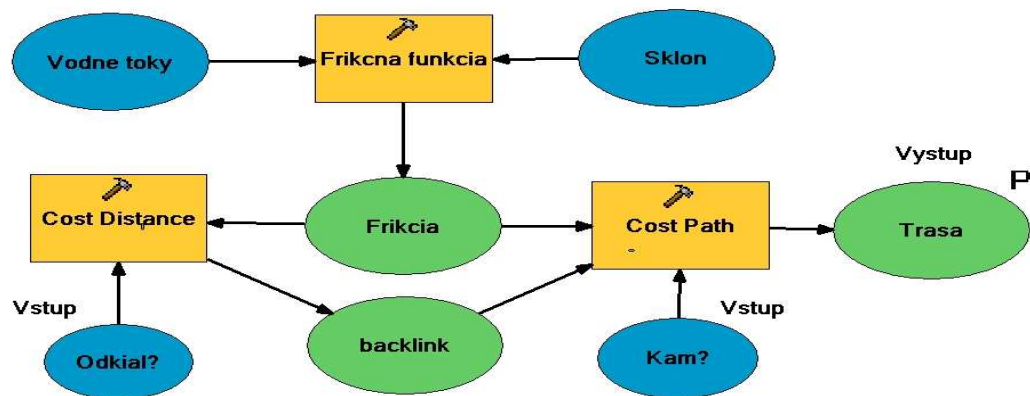 Vodne toky
Frikcna funkcia
Sklon
Vystup
P
Cost Distance
Frikcia
Cost Path
Trasa
Vstup
Vstup
Odkial?
backlink
Kam?